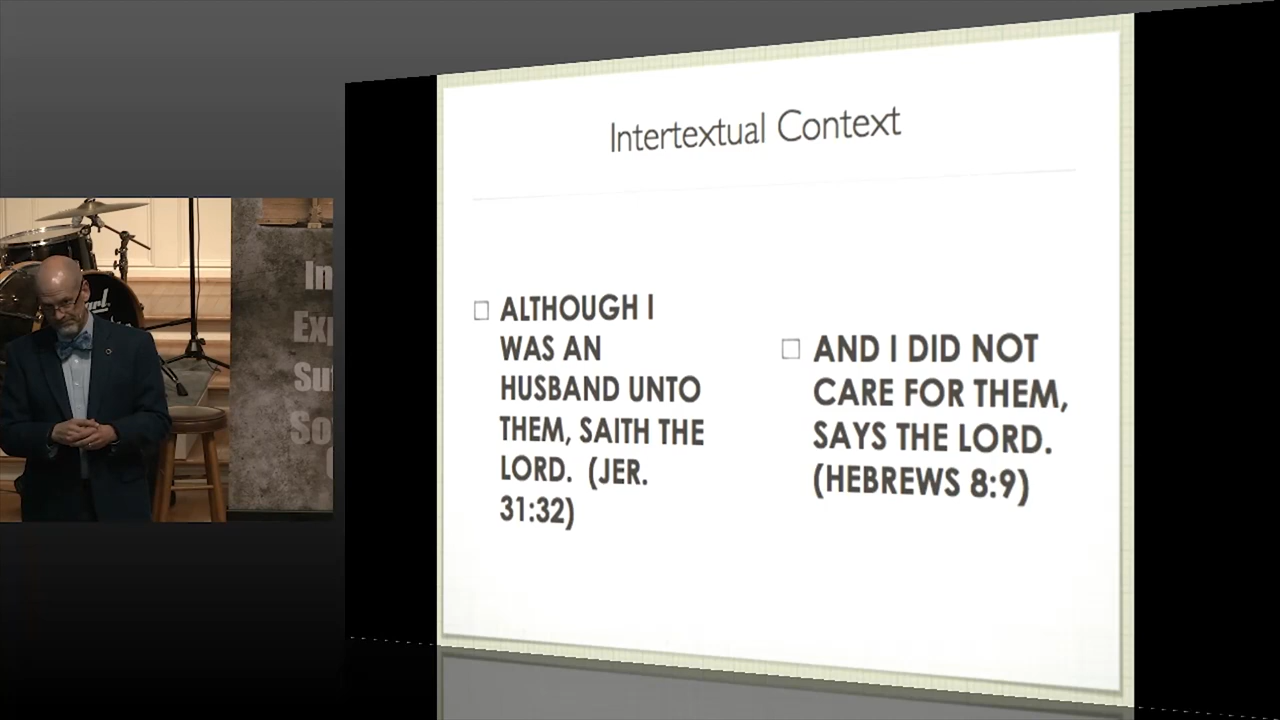 Intertextual Context
ALTHOUGH I
WAS AN
HUSBAND UNTO
THEM, SAITH THE
LORD. (JER.
31:32)
AND I DID NOT
CARE FOR THEM,
SAYS THE LORD.
(HEBREWS 8:9)